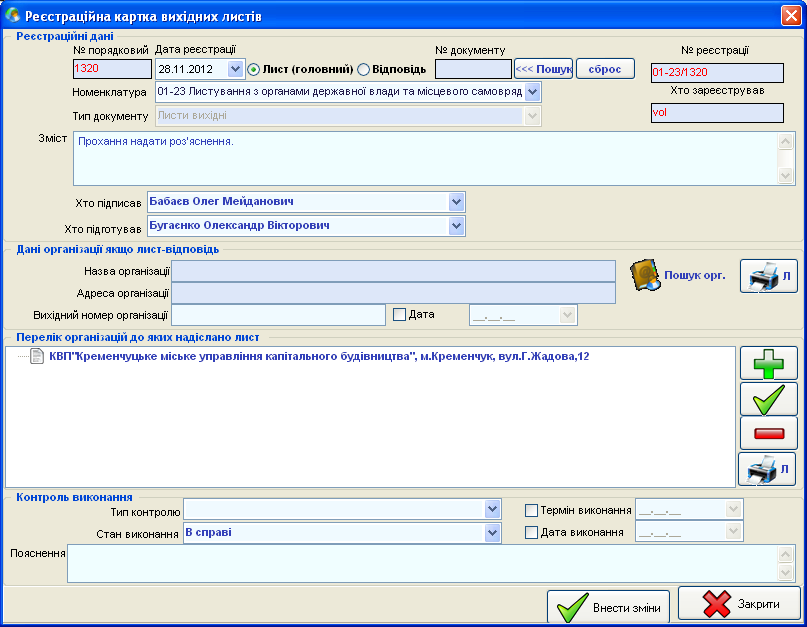 Реєстраційна картка вихідних листів
Реєстраційні дані
№ порядковий Дата реєстрації № документу № реєстрації
1320 28.11.2012 Лист (головний) Відповідь <<< Пошук сброс 01-23/1320
Номенклатура 01-23 Листування з органами державної влади та місцевого самовряд Хто зареєстрував
Тип документу Листи вихідні vol
Зміст Прохання надати роз'яснення.
Хто підписав Бабаєв Олег Мейданович
Хто підготував Бугаєнко Олександр Вікторович
Дані організації якщо лист-відповідь
Назва організації Пошук орг. Л
Адреса організації
Вихідний номер організації Дата __.__.__
Перелік організацій до яких надіслано лист
КВП"Кременчуцьке міське управління капітального будівництва", м.Кременчук, вул.Г.Жадова,12
Л
Контроль виконання
Тип контролю Термін виконання __.__.__
Стан виконання В справі Дата виконання __.__.__
Пояснення
Внести зміни Закрити